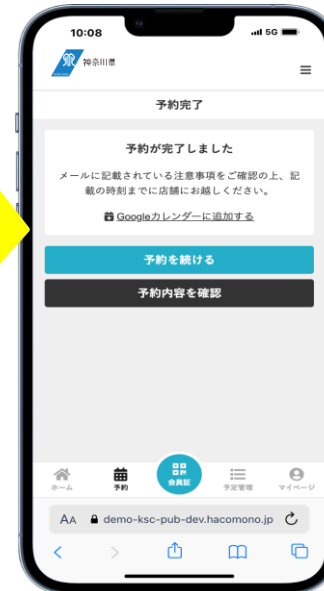 10:08
5G
神奈川県
予約完了
予約が完了しました
メールに記載されている注意事項をご確認の上、記
載の時刻までに店舗にお越しください。
Googleカレンダーに追加する
予約を続ける
予約内容を確認
ホーム
予約
会員証
予定管理
マイページ
AA demo-ksc-pub-dev.hacomono.jp